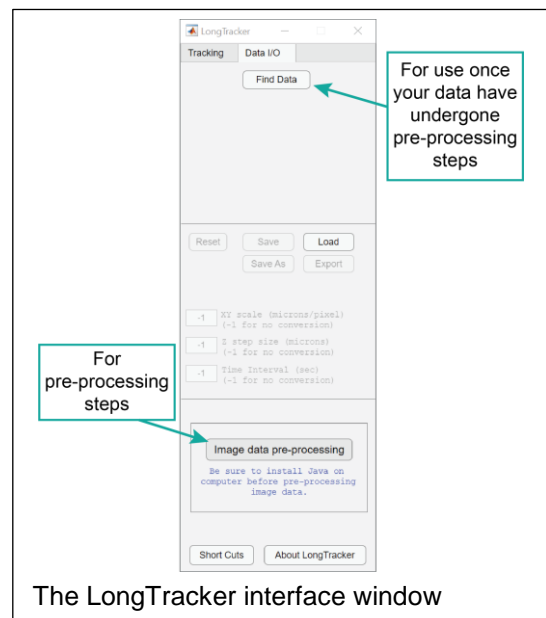 LongTracker
Tracking Data I/O
Find Data
For use once
your data have
undergone
pre-processing
steps
Reset Save Load
Save As Export
-1 XY scale (microns/pixel)
(-1 for no conversion)
-1 Z step size (microns)
(-1 for no conversion)
-1 Time Interval (sec)
(-1 for no conversion)
For
pre-processing
steps
Image data pre-processing
Be sure to install Java on
computer before pre-processing
image data.
Short Cuts About LongTracker
The LongTracker interface window